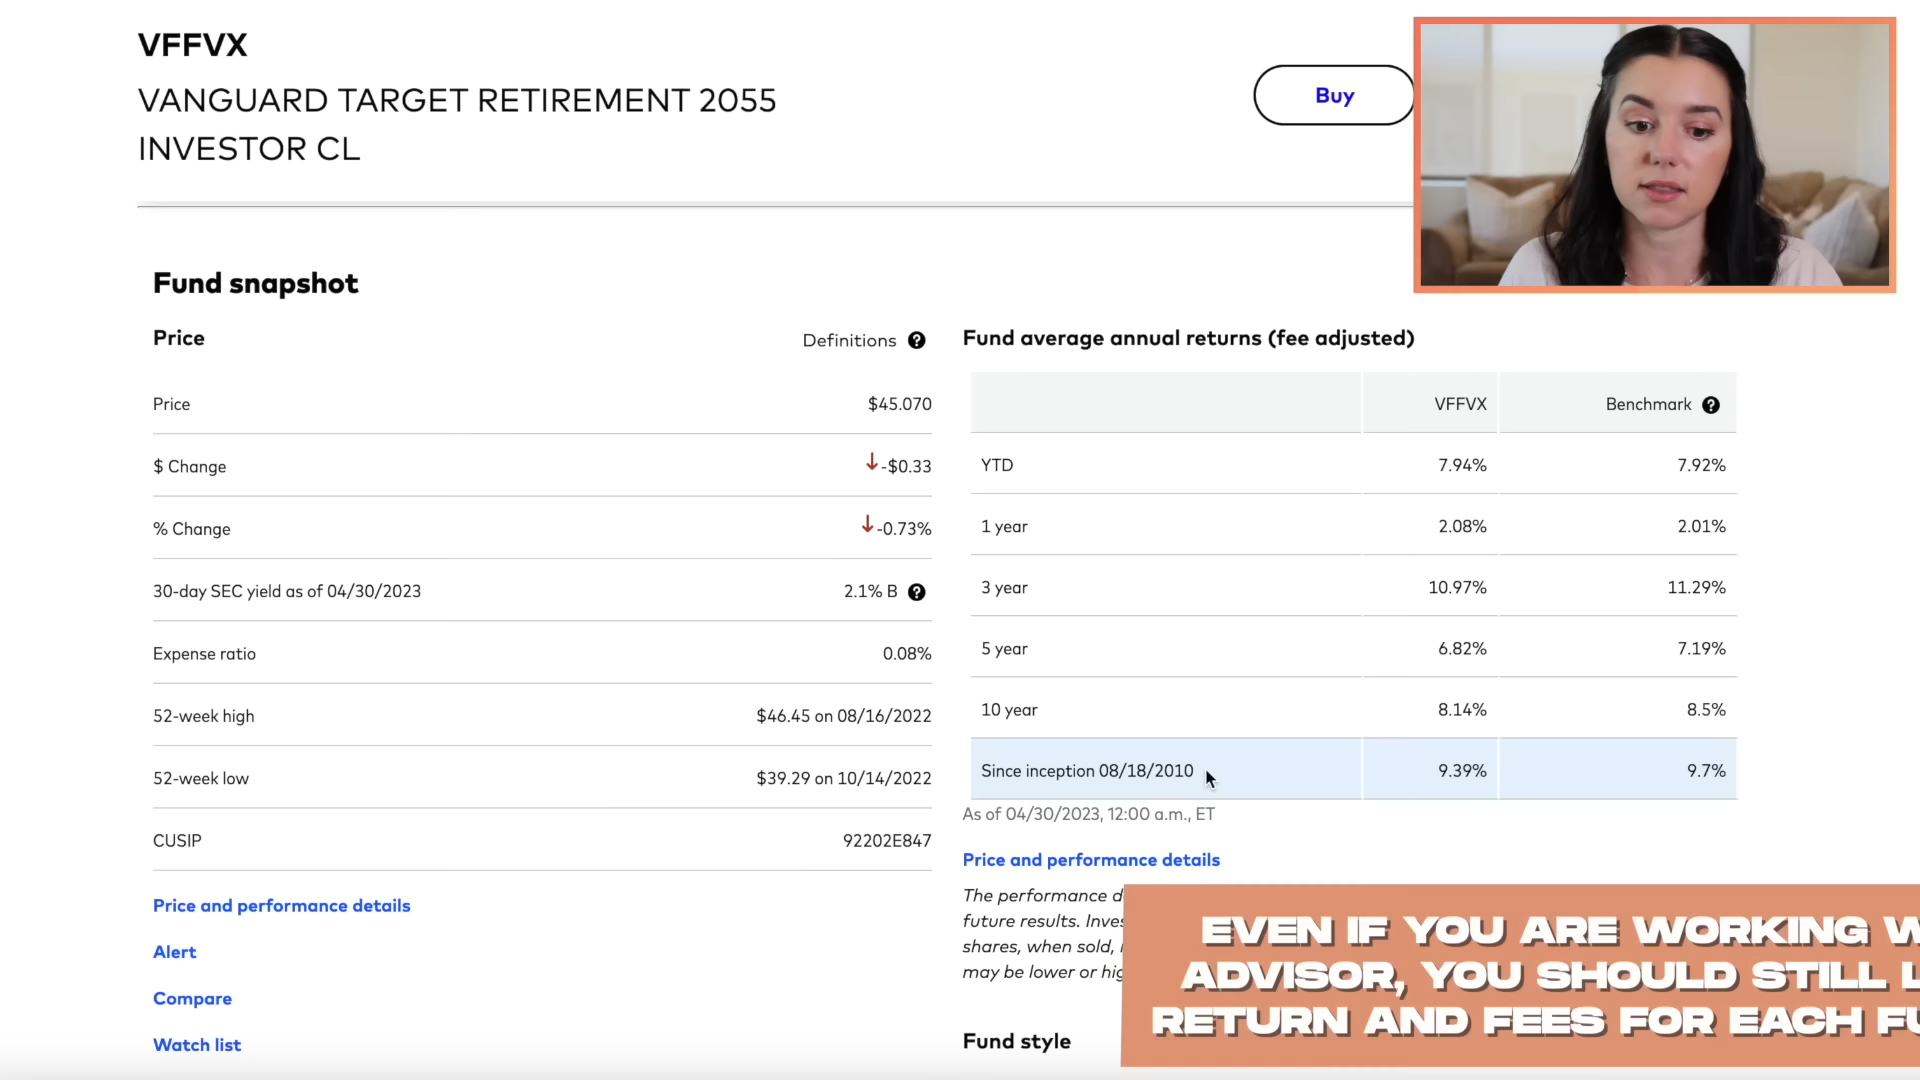 VFFVX
VANGUARD TARGET RETIREMENT 2055
INVESTOR CL
Buy
Fund snapshot
Price
Definitions
Price $45.070
$ Change -$0.33
% Change -0.73%
30-day SEC yield as of 04/30/2023 2.1% B
Expense ratio 0.08%
52-week high $46.45 on 08/16/2022
52-week low $39.29 on 10/14/2022
CUSIP 92202E847
Price and performance details
Alert
Compare
Watch list
Fund average annual returns (fee adjusted)
VFFVX Benchmark
YTD 7.94% 7.92%
1 year 2.08% 2.01%
3 year 10.97% 11.29%
5 year 6.82% 7.19%
10 year 8.14% 8.5%
Since inception 08/18/2010 9.39% 9.7%
As of 04/30/2023, 12:00 a.m., ET
Price and performance details
The performance
future results.
shares, when sold,
may be lower or
Fund style
EVEN IF YOU ARE WORKING
ADVISOR, YOU SHOULD STILL
RETURN AND FEES FOR EACH